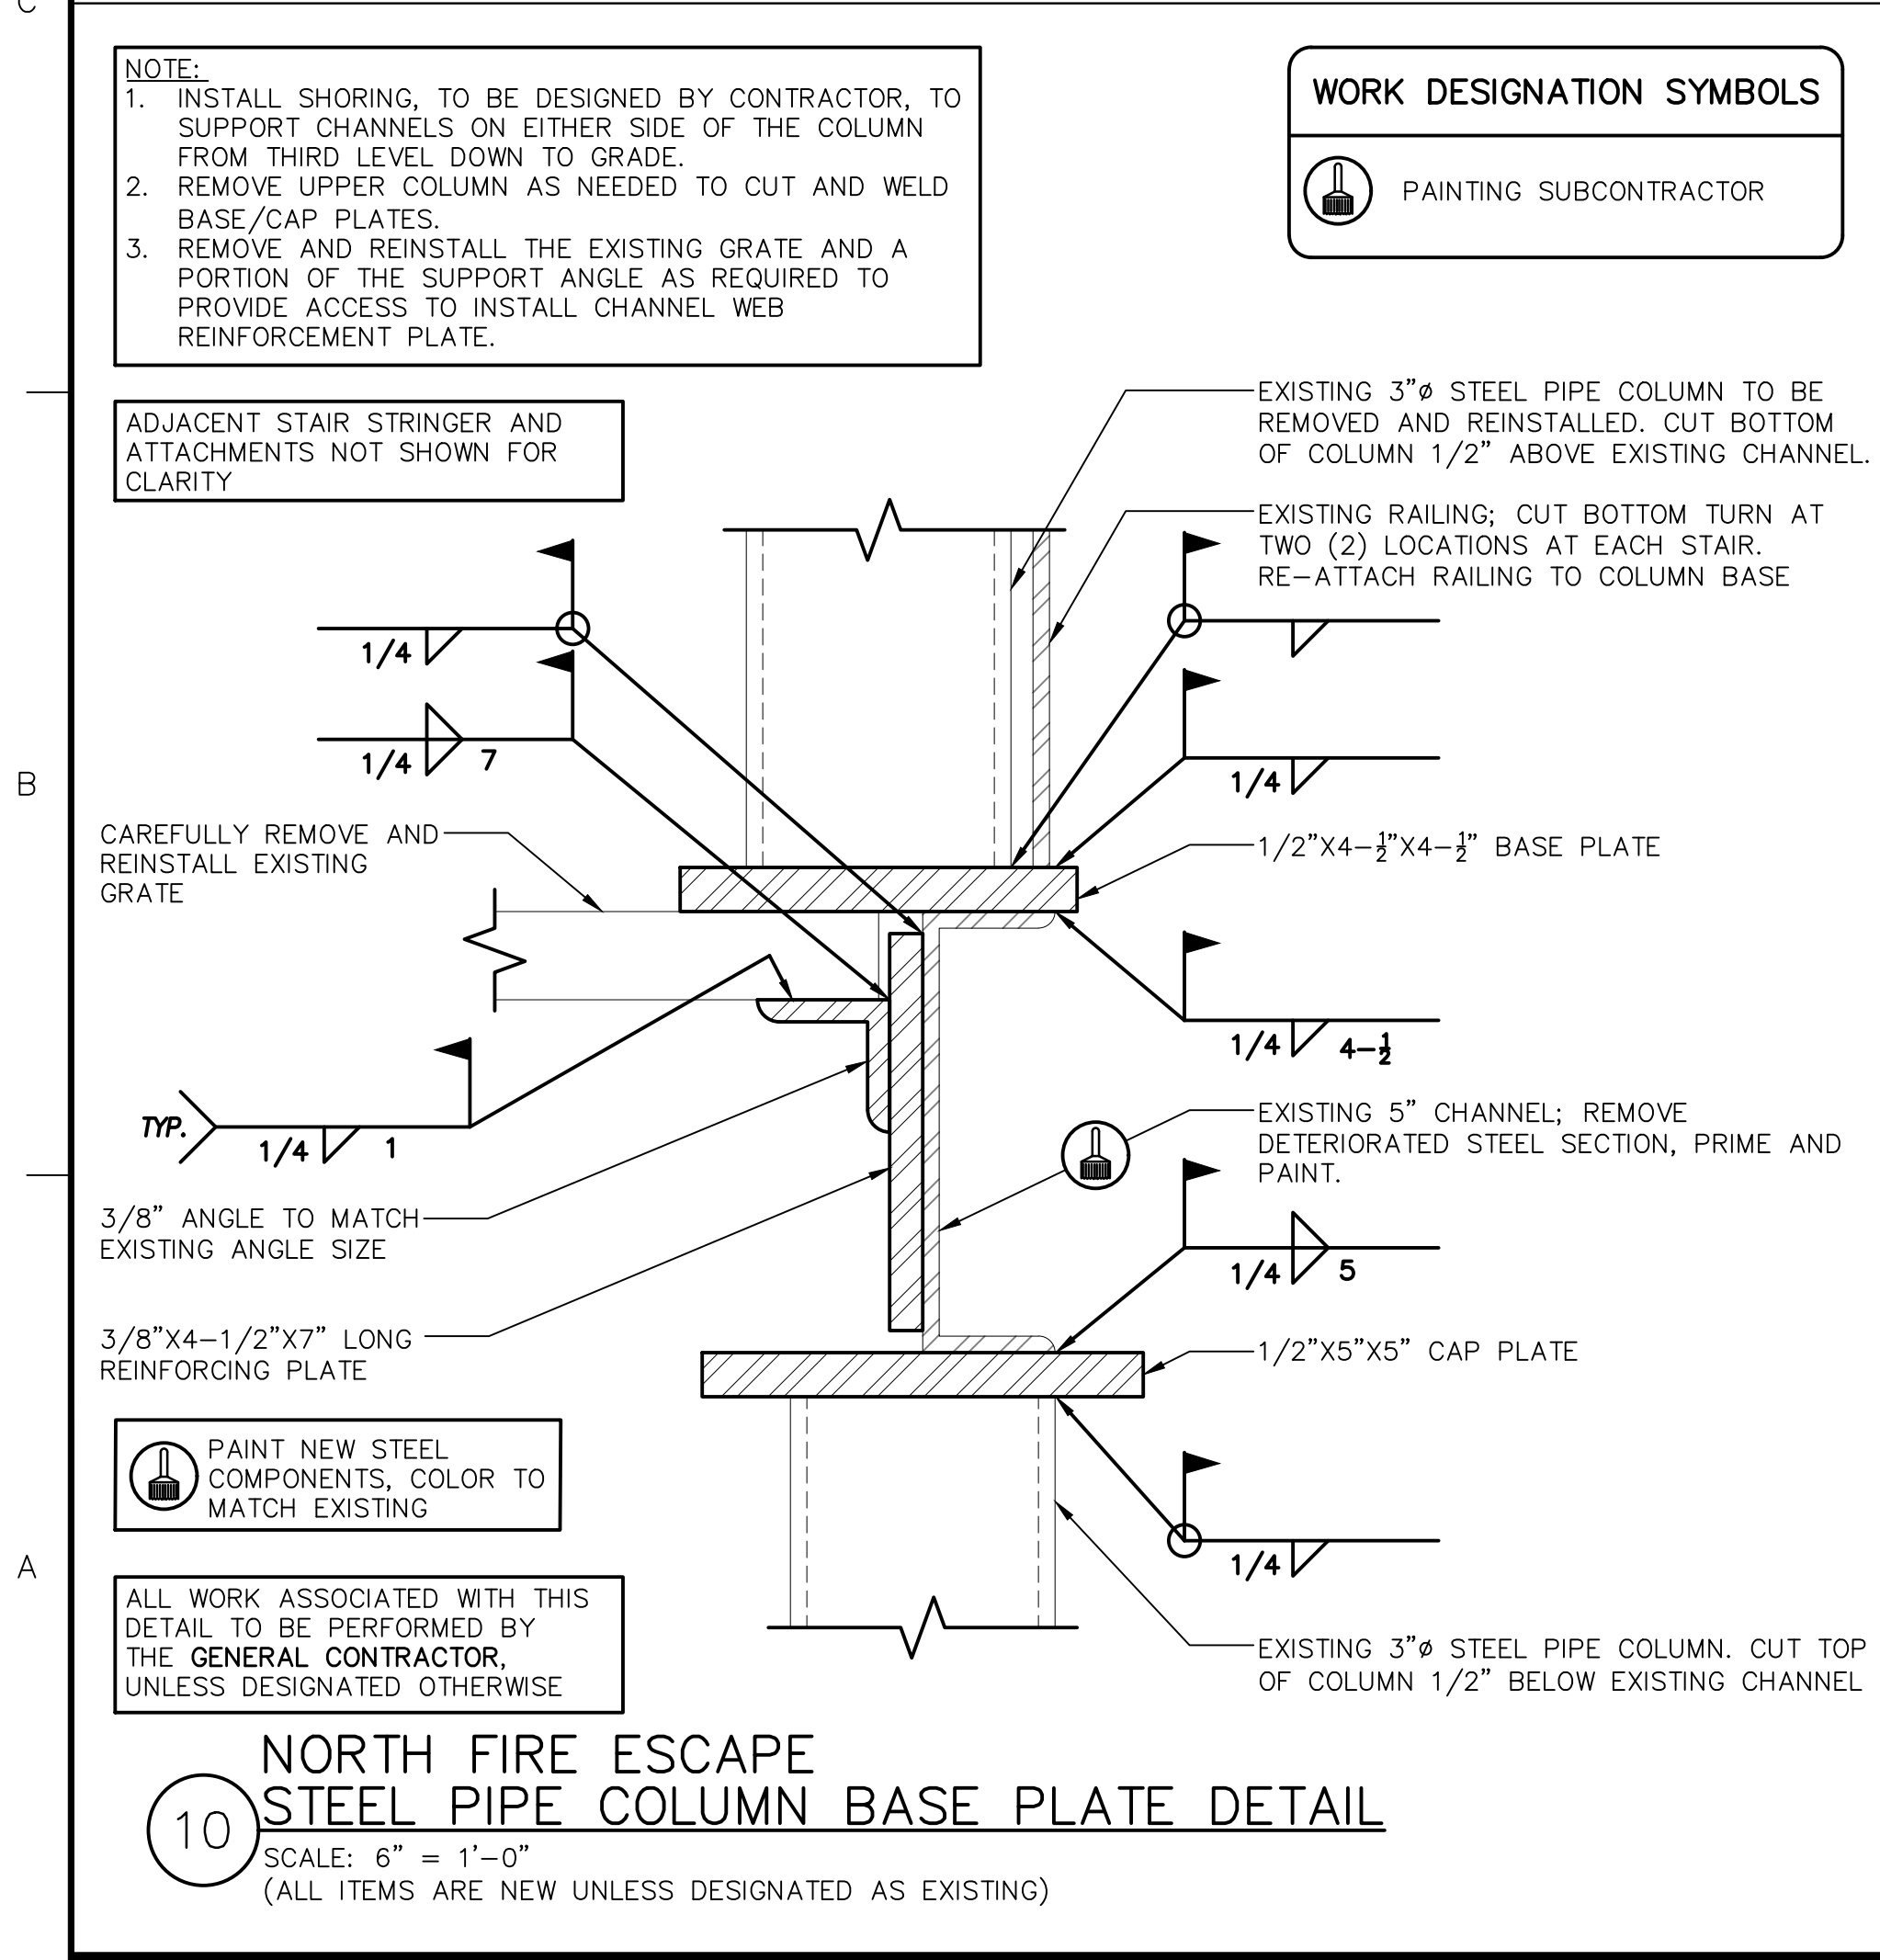 C
NOTE:
1. INSTALL SHORING, TO BE DESIGNED BY CONTRACTOR, TO
SUPPORT CHANNELS ON EITHER SIDE OF THE COLUMN
FROM THIRD LEVEL DOWN TO GRADE.
2. REMOVE UPPER COLUMN AS NEEDED TO CUT AND WELD
BASE/CAP PLATES.
3. REMOVE AND REINSTALL THE EXISTING GRATE AND A
PORTION OF THE SUPPORT ANGLE AS REQUIRED TO
PROVIDE ACCESS TO INSTALL CHANNEL WEB
REINFORCEMENT PLATE.
WORK DESIGNATION SYMBOLS
PAINTING SUBCONTRACTOR
ADJACENT STAIR STRINGER AND
ATTACHMENTS NOT SHOWN FOR
CLARITY
EXISTING 3"ø STEEL PIPE COLUMN TO BE
REMOVED AND REINSTALLED. CUT BOTTOM
OF COLUMN 1/2" ABOVE EXISTING CHANNEL.
EXISTING RAILING; CUT BOTTOM TURN AT
TWO (2) LOCATIONS AT EACH STAIR.
RE-ATTACH RAILING TO COLUMN BASE
1/4
1/4 7
1/4
B
CAREFULLY REMOVE AND
REINSTALL EXISTING
GRATE
1/2"X4-½"X4-½" BASE PLATE
1/4 4-½
TYP. 1/4 1
EXISTING 5" CHANNEL; REMOVE
DETERIORATED STEEL SECTION, PRIME AND
PAINT.
3/8" ANGLE TO MATCH
EXISTING ANGLE SIZE
1/4 5
3/8"X4-1/2"X7" LONG
REINFORCING PLATE
1/2"X5"X5" CAP PLATE
PAINT NEW STEEL
COMPONENTS, COLOR TO
MATCH EXISTING
1/4
A
ALL WORK ASSOCIATED WITH THIS
DETAIL TO BE PERFORMED BY
THE GENERAL CONTRACTOR,
UNLESS DESIGNATED OTHERWISE
EXISTING 3"ø STEEL PIPE COLUMN. CUT TOP
OF COLUMN 1/2" BELOW EXISTING CHANNEL
10
NORTH FIRE ESCAPE
STEEL PIPE COLUMN BASE PLATE DETAIL
SCALE: 6" = 1'-0"
(ALL ITEMS ARE NEW UNLESS DESIGNATED AS EXISTING)